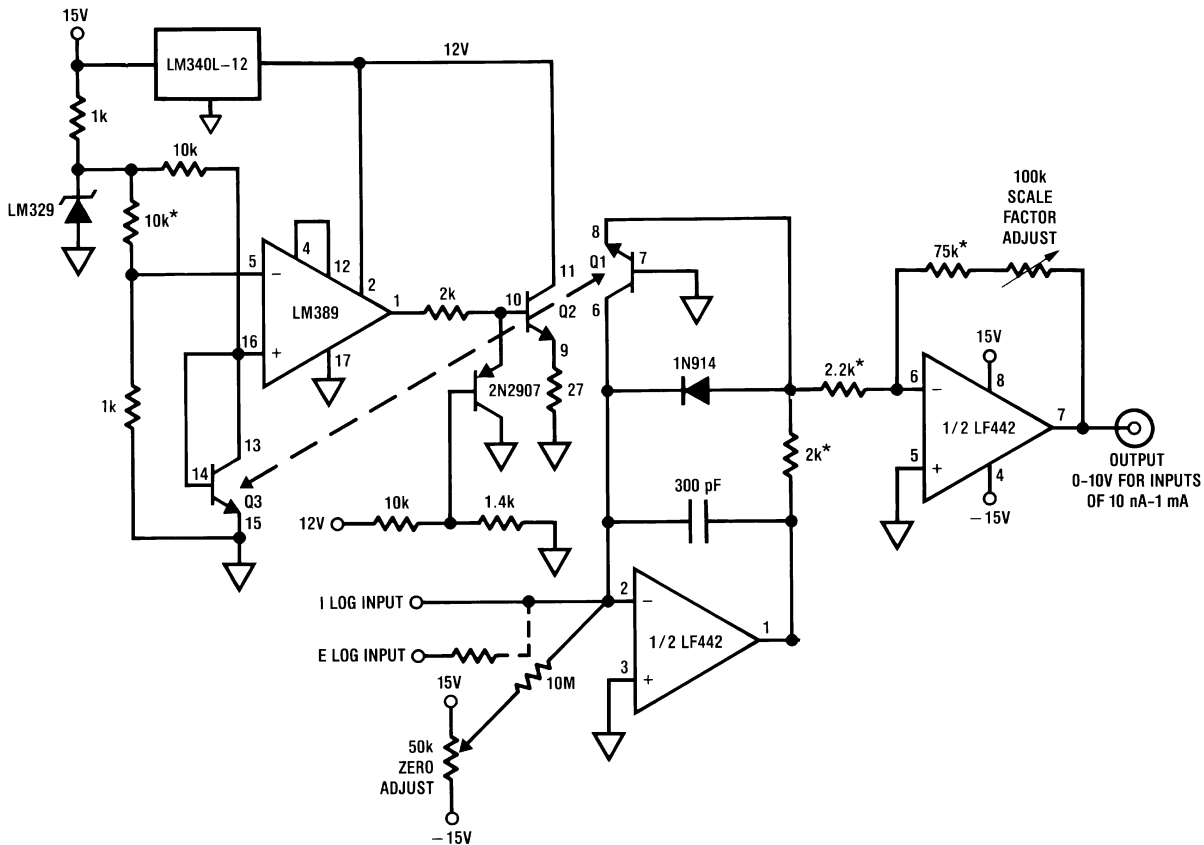 15V
LM340L–12
12V
1k
10k
LM329
10k*
4
12
5
−
2
LM389
1
2k
10
11
Q2
9
27
16
+
17
2N2907
1k
13
14
Q3
15
12V
10k
1.4k
8
Q1
7
6
1N914
300 pF
2k*
2.2k*
75k*
100k
SCALE
FACTOR
ADJUST
15V
8
6
−
1/2 LF442
7
5
+
4
−15V
OUTPUT
0–10V FOR INPUTS
OF 10 nA–1 mA
I LOG INPUT
E LOG INPUT
2
−
1/2 LF442
1
3
+
10M
15V
50k
ZERO
ADJUST
−15V